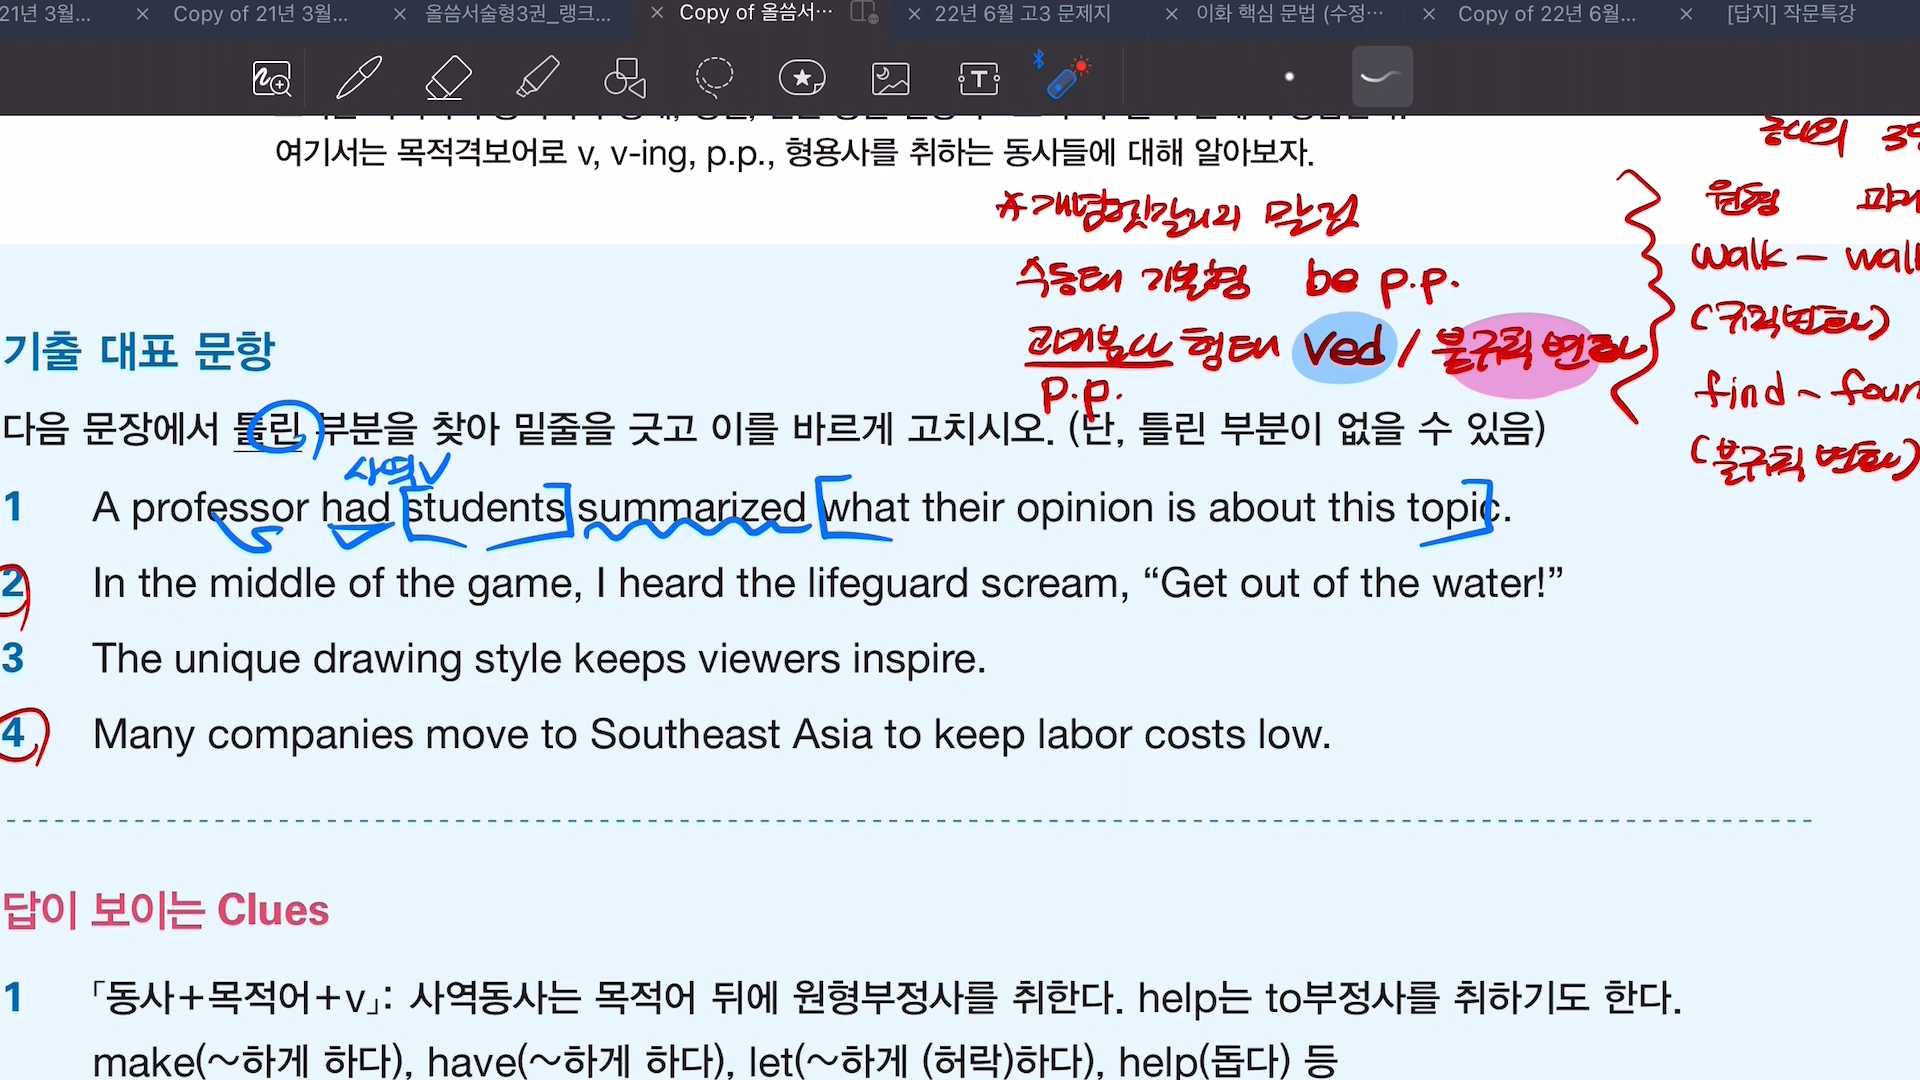 21년 3월...
Copy of 21년 3월...
올씀서술형3권_랭크...
Copy of 올씀서...
22년 6월 고3 문제지
이화 핵심 문법 (수정...
Copy of 22년 6월...
[답지] 작문특강
여기서는 목적격보어로 v, v-ing, p.p., 형용사를 취하는 동사들에 대해 알아보자.
원형
walk – walk
(규칙변화)
find ~ foun
(불규칙 변화)
수동태 기본형 be p.p.
과거분사 형태 Ved / 불규칙 변화
p.p.
기출 대표 문항
다음 문장에서 틀린 부분을 찾아 밑줄을 긋고 이를 바르게 고치시오. (단, 틀린 부분이 없을 수 있음)
사역V
1 A professor had students summarized what their opinion is about this topic.
2 In the middle of the game, I heard the lifeguard scream, “Get out of the water!”
3 The unique drawing style keeps viewers inspire.
4 Many companies move to Southeast Asia to keep labor costs low.
답이 보이는 Clues
1 「동사+목적어+v」: 사역동사는 목적어 뒤에 원형부정사를 취한다. help는 to부정사를 취하기도 한다.
make(~하게 하다), have(~하게 하다), let(~하게 (허락)하다), help(돕다) 등